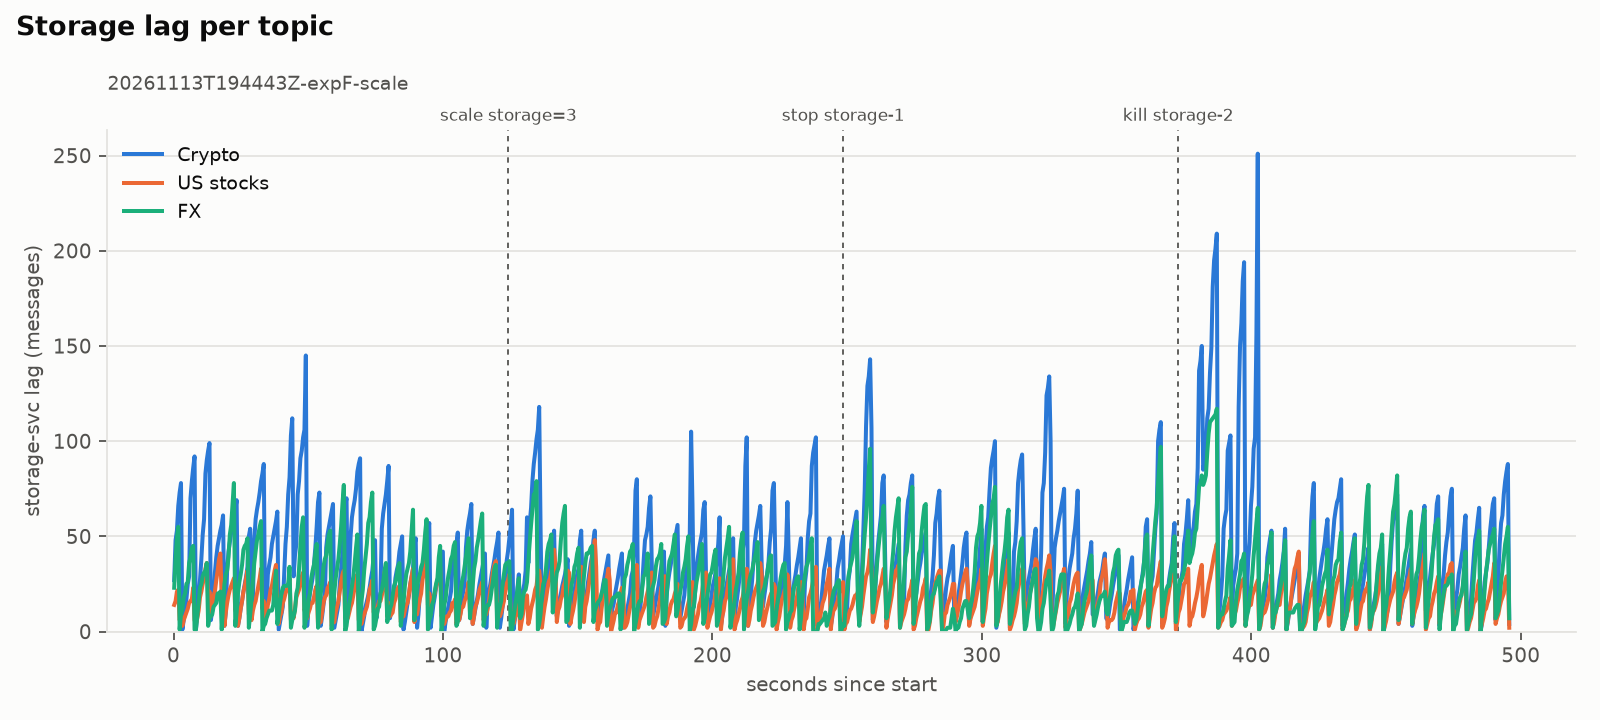 Storage lag per topic
20261113T194443Z-expF-scale
scale storage=3
stop storage-1
kill storage-2
Crypto
US stocks
FX
storage-svc lag (messages)
250
200
150
100
50
0
0
100
200
300
400
500
seconds since start